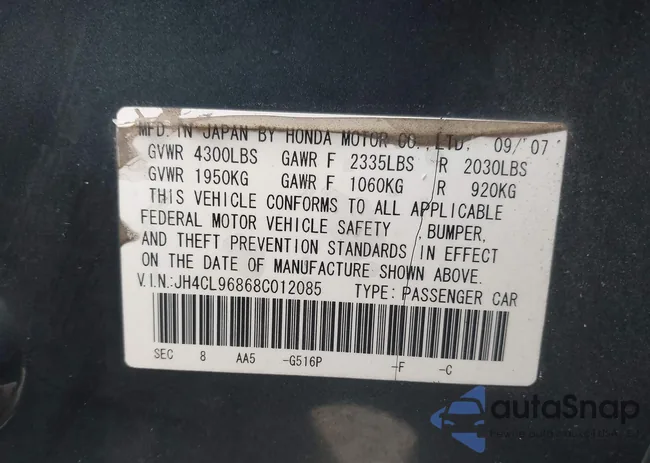 MFD. IN JAPAN BY HONDA MOTOR CO., LTD. 09/'07
GVWR 4300LBS GAWR F 2335LBS R 2030LBS
GVWR 1950KG GAWR F 1060KG R 920KG
THIS VEHICLE CONFORMS TO ALL APPLICABLE
FEDERAL MOTOR VEHICLE SAFETY , BUMPER,
AND THEFT PREVENTION STANDARDS IN EFFECT
ON THE DATE OF MANUFACTURE SHOWN ABOVE.
V.I.N.:JH4CL96868C012085 TYPE: PASSENGER CAR
SEC 8 AA5 -G516P -F -C
autaSnap